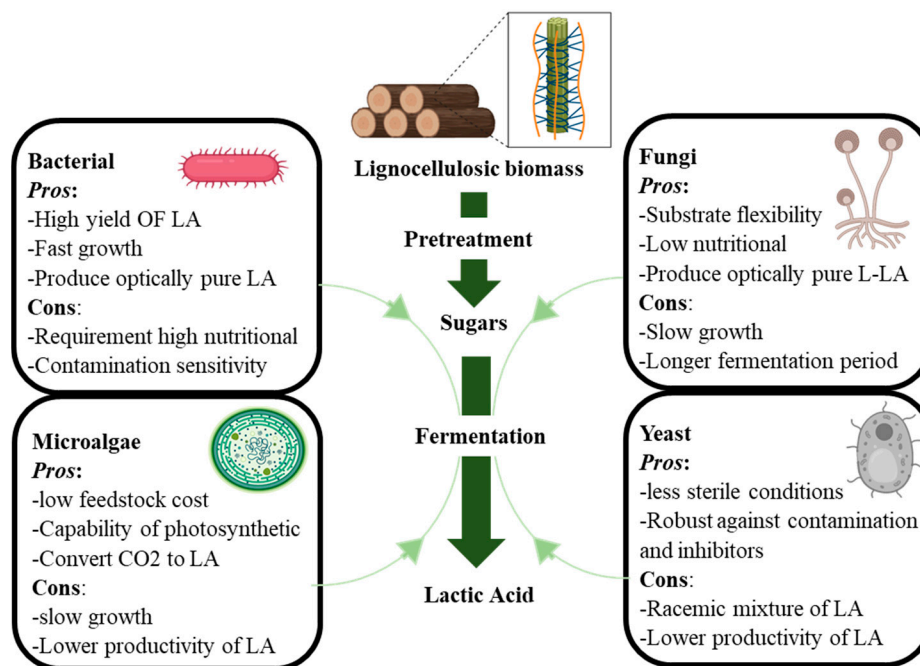 Lignocellulosic biomass
Pretreatment
Sugars
Fermentation
Lactic Acid
Bacterial
Pros:
-High yield OF LA
-Fast growth
-Produce optically pure LA
Cons:
-Requirement high nutritional
-Contamination sensitivity
Fungi
Pros:
-Substrate flexibility
-Low nutritional
-Produce optically pure L-LA
Cons:
-Slow growth
-Longer fermentation period
Microalgae
Pros:
-low feedstock cost
-Capability of photosynthetic
-Convert CO2 to LA
Cons:
-slow growth
-Lower productivity of LA
Yeast
Pros:
-less sterile conditions
-Robust against contamination
and inhibitors
Cons:
-Racemic mixture of LA
-Lower productivity of LA